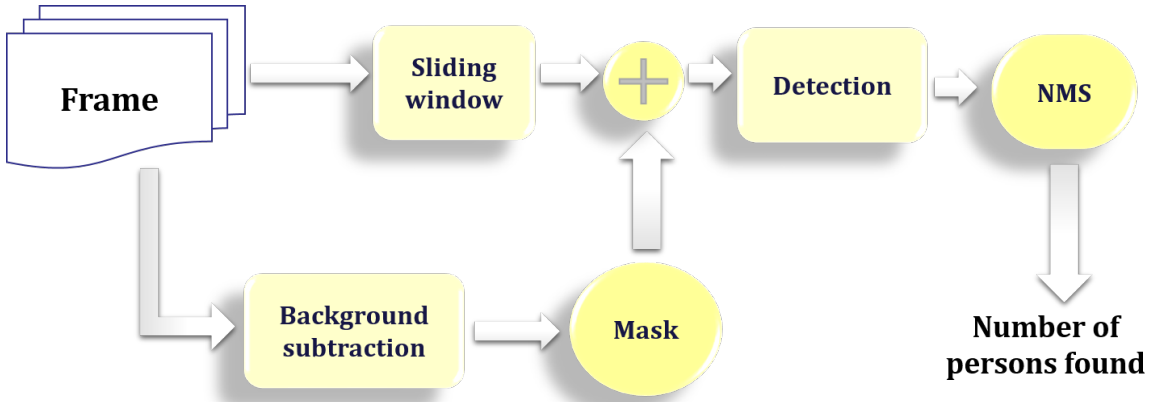 Frame
Sliding
window
Detection
NMS
Background
subtraction
Mask
Number of
persons found